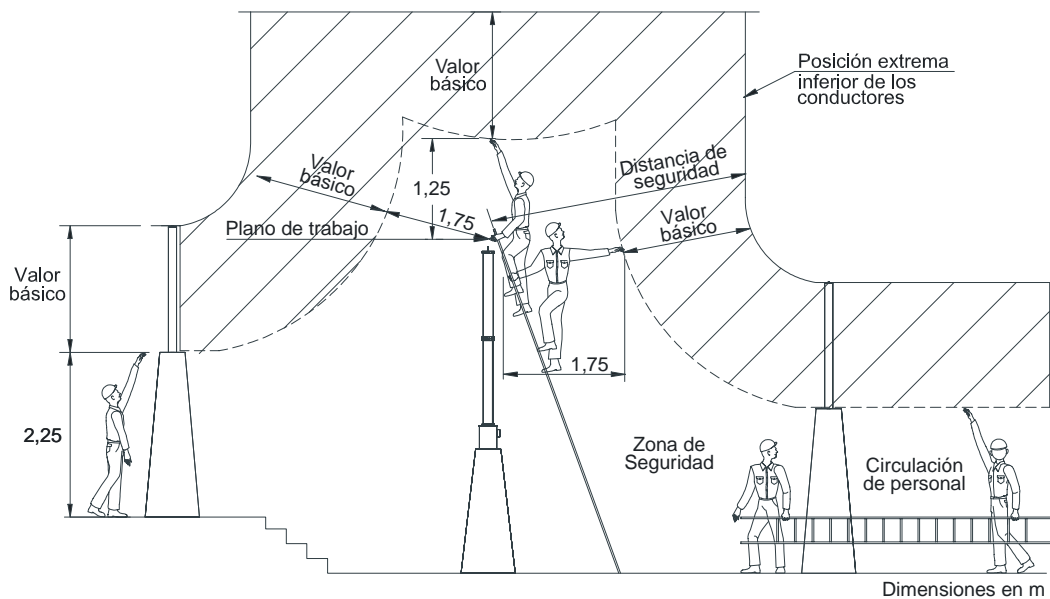 Valor
básico
Posición extrema
inferior de los
conductores
Valor
básico
1,25
Distancia de
seguridad
1,75
Valor
básico
Plano de trabajo
Valor
básico
1,75
2,25
Zona de
Seguridad
Circulación
de personal
Dimensiones en m